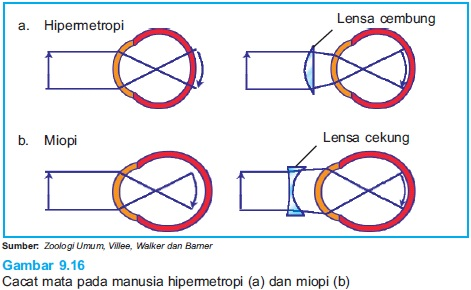 a. Hipermetropi
Lensa cembung
b. Miopi
Lensa cekung
Sumber: Zoologi Umum, Villee, Walker dan Barner
Gambar 9.16
Cacat mata pada manusia hipermetropi (a) dan miopi (b)